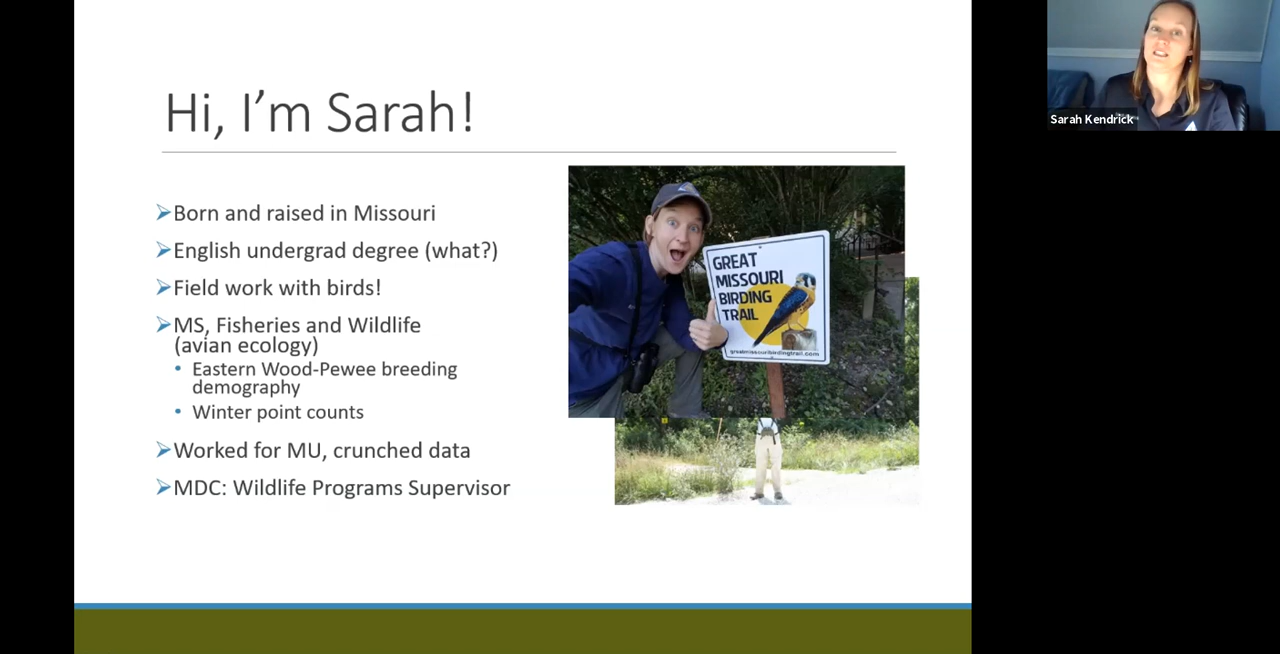 Hi, I'm Sarah!
Born and raised in Missouri
English undergrad degree (what?)
Field work with birds!
MS, Fisheries and Wildlife
(avian ecology)
Eastern Wood-Pewee breeding
demography
Winter point counts
Worked for MU, crunched data
MDC: Wildlife Programs Supervisor
GREAT
MISSOURI
BIRDING
TRAIL
greatmissouribirdingtrail.com
Sarah Kendrick